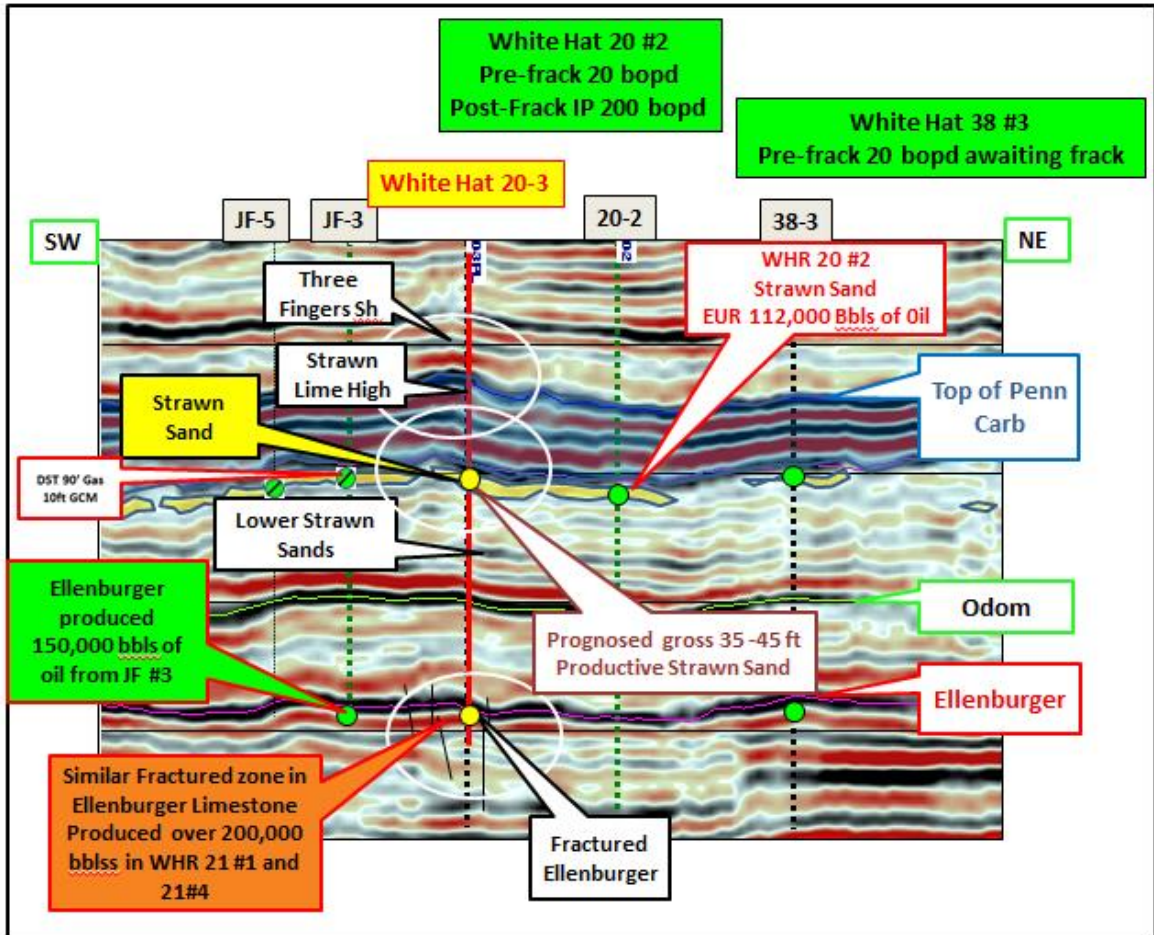 White Hat 20 #2
Pre-frack 20 bopd
Post-Frack IP 200 bopd
White Hat 38 #3
Pre-frack 20 bopd awaiting frack
White Hat 20-3
JF-5
JF-3
20-2
38-3
SW
NE
Three
Fingers Sh
WHR 20 #2
Strawn Sand
EUR 112,000 Bbls of Oil
Strawn
Lime High
Top of Penn
Carb
Strawn
Sand
DST 90' Gas
10ft GCM
Lower Strawn
Sands
Ellenburger
produced
150,000 bbls of
oil from JF #3
Odom
Prognosed gross 35 -45 ft
Productive Strawn Sand
Ellenburger
Similar Fractured zone in
Ellenburger Limestone
Produced over 200,000
bblss in WHR 21 #1 and
21#4
Fractured
Ellenburger